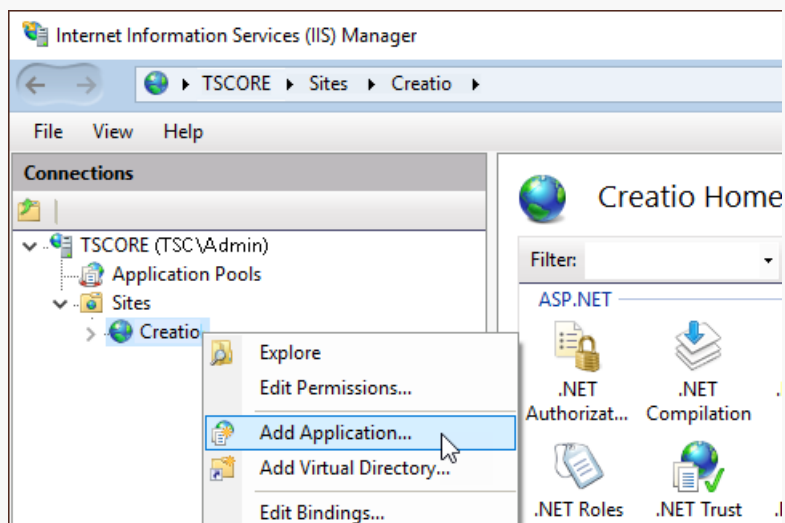 Internet Information Services (IIS) Manager
TSCORE Sites Creatio
File View Help
Connections
TSCORE (TSC\Admin)
Application Pools
Sites
Creatio
Explore
Edit Permissions...
Add Application...
Add Virtual Directory...
Edit Bindings...
Creatio Home
Filter:
ASP.NET
.NET Authorizat...
.NET Compilation
.NET Roles
.NET Trust